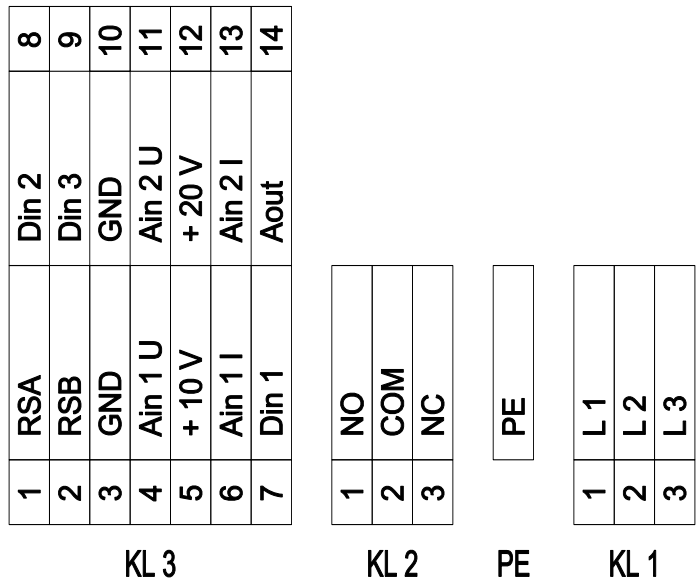 8 9 10 11 12 13 14
Din 2 Din 3 GND Ain 2 U + 20 V Ain 2 I Aout
RSA RSB GND Ain 1 U + 10 V Ain 1 I Din 1 NO COM NC PE L 1 L 2 L 3
1 2 3 4 5 6 7 1 2 3 1 2 3
KL 3 KL 2 PE KL 1